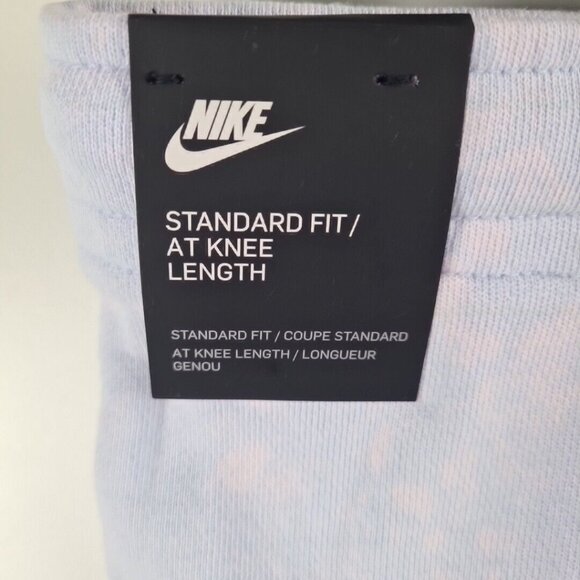 NIKE
STANDARD FIT /
AT KNEE
LENGTH
STANDARD FIT / COUPE STANDARD
AT KNEE LENGTH / LONGUEUR
GENOU